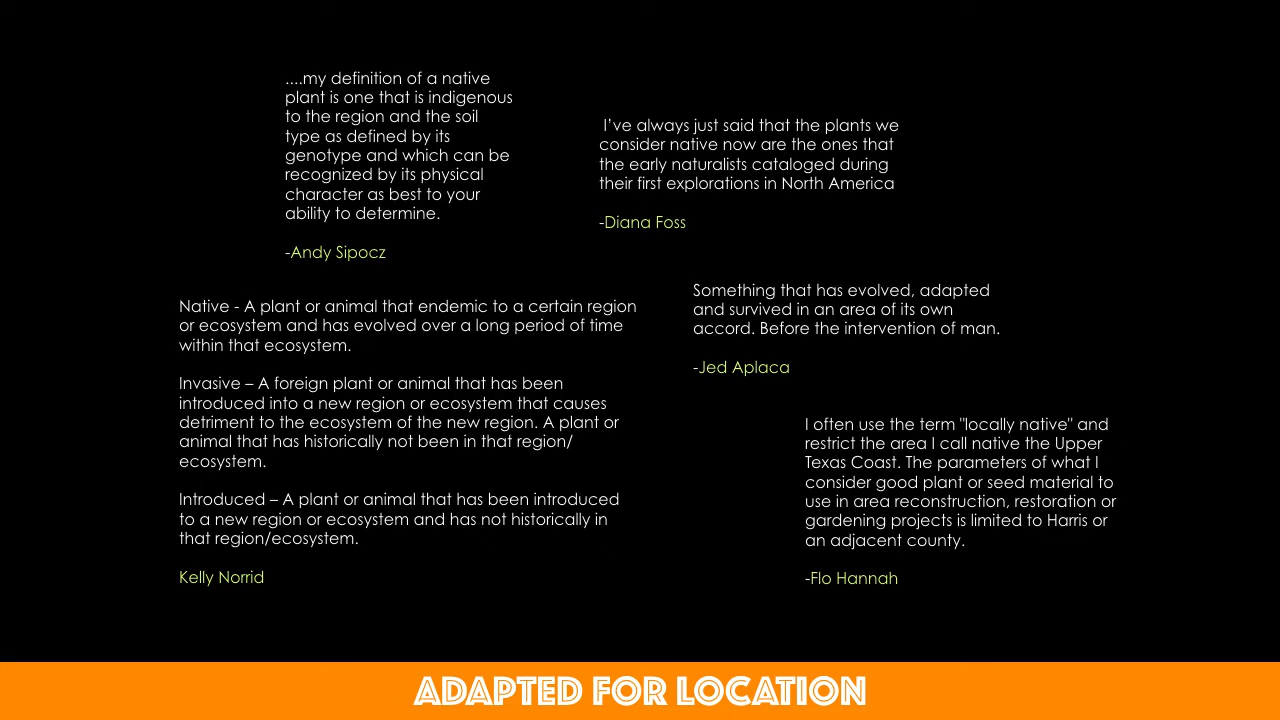 ....my definition of a native
plant is one that is indigenous
to the region and the soil
type as defined by its
genotype and which can be
recognized by its physical
character as best to your
ability to determine.
-Andy Sipocz
I’ve always just said that the plants we
consider native now are the ones that
the early naturalists cataloged during
their first explorations in North America
-Diana Foss
Native - A plant or animal that endemic to a certain region
or ecosystem and has evolved over a long period of time
within that ecosystem.
Invasive – A foreign plant or animal that has been
introduced into a new region or ecosystem that causes
detriment to the ecosystem of the new region. A plant or
animal that has historically not been in that region/
ecosystem.
Introduced – A plant or animal that has been introduced
to a new region or ecosystem and has not historically in
that region/ecosystem.
Kelly Norrid
Something that has evolved, adapted
and survived in an area of its own
accord. Before the intervention of man.
-Jed Aplaca
I often use the term "locally native" and
restrict the area I call native the Upper
Texas Coast. The parameters of what I
consider good plant or seed material to
use in area reconstruction, restoration or
gardening projects is limited to Harris or
an adjacent county.
-Flo Hannah
ADAPTED FOR LOCATION